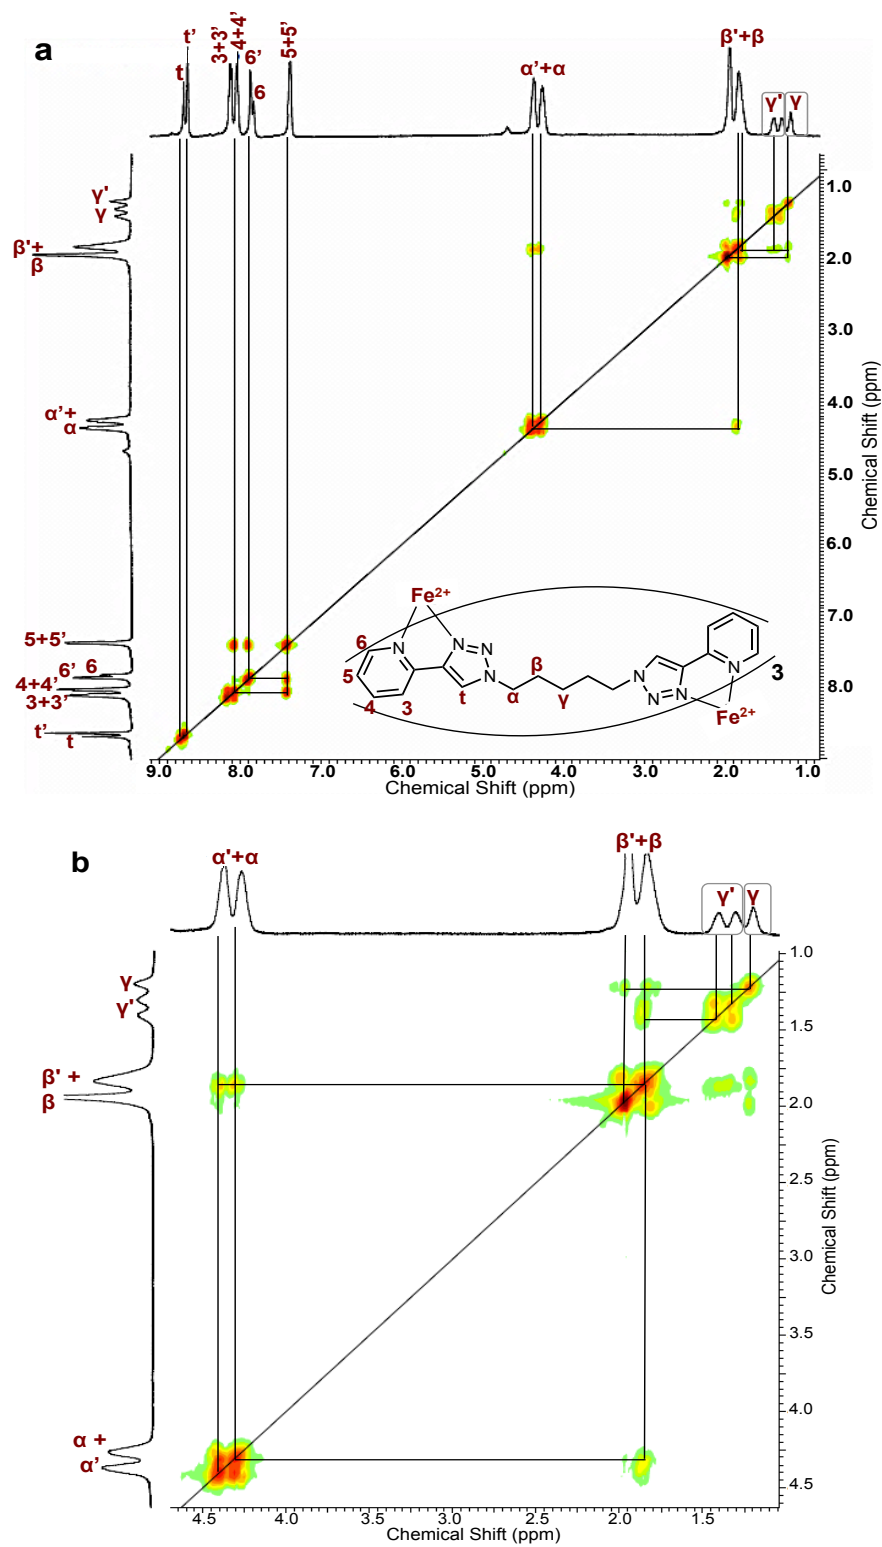 a
t t' 3+3' 4+4' 6' 6 5+5' α'+α β'+β γ' γ
γ'
γ
β'+
β
α'+
α
5+5'
6' 6
4+4'
3+3'
t'
t
1.0
2.0
3.0
4.0
5.0
6.0
7.0
8.0
Chemical Shift (ppm)
Fe2+
6 N N N
5 N β N N 3
4 3 t α γ N N
Fe2+
9.0 8.0 7.0 6.0 5.0 4.0 3.0 2.0 1.0
Chemical Shift (ppm)
b
α'+α β'+β γ' γ
γ
γ'
β' +
β
α +
α'
1.0
1.5
2.0
2.5
3.0
3.5
4.0
4.5
Chemical Shift (ppm)
4.5 4.0 3.0 2.0 1.5
Chemical Shift (ppm)